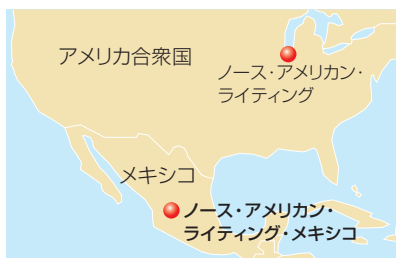 アメリカ合衆国
ノース・アメリカン・
ライティング
メキシコ
ノース・アメリカン・
ライティング・メキシコ